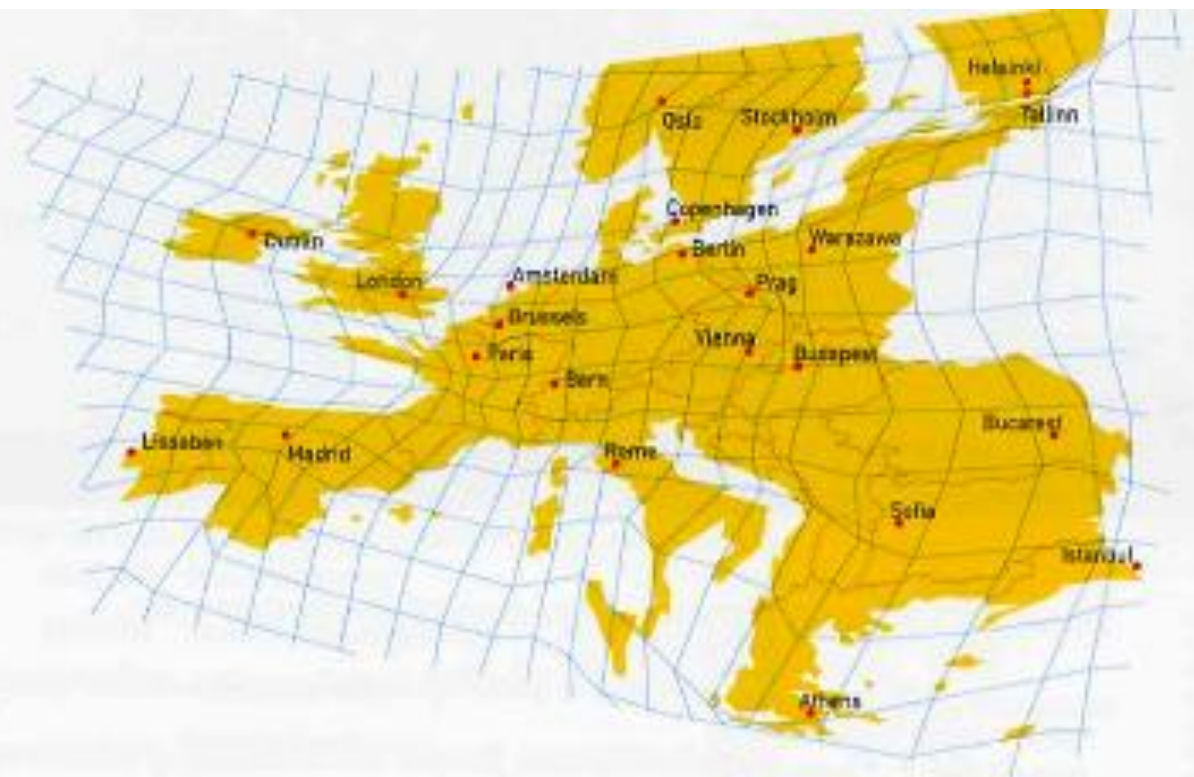 Helsinki
Tallinn
Oslo
Stockholm
Copenhagen
Dublin
Berlin
Warszawa
London
Amsterdam
Prag
Brussels
Paris
Vienna
Budapest
Bern
Lissabon
Madrid
Rome
Bucarest
Sofia
Istanbul
Athens